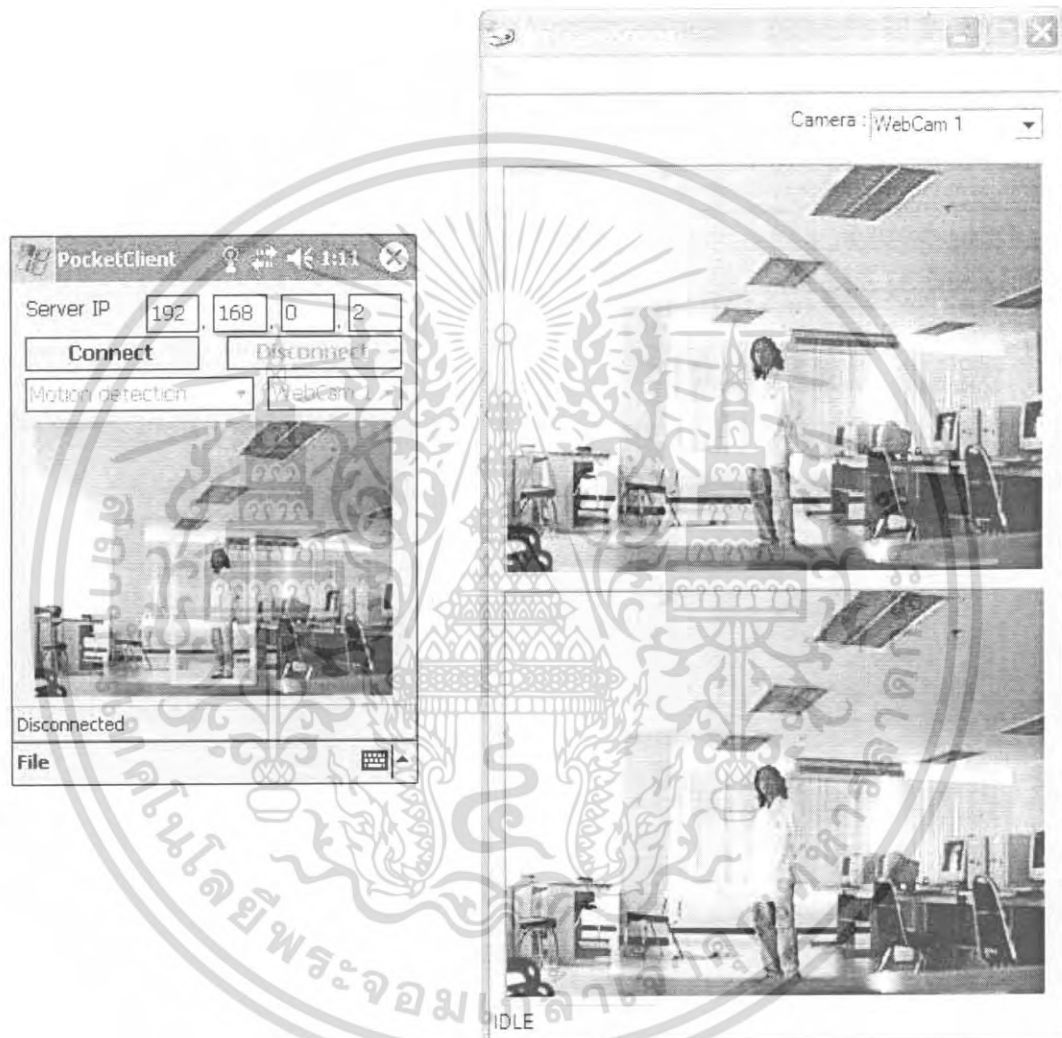 PocketClient 1:11
Server IP 192 . 168 . 0 . 2
Connect Disconnect
Motion detection WebCam 1
Disconnected
File
Camera : WebCam 1
IDLE